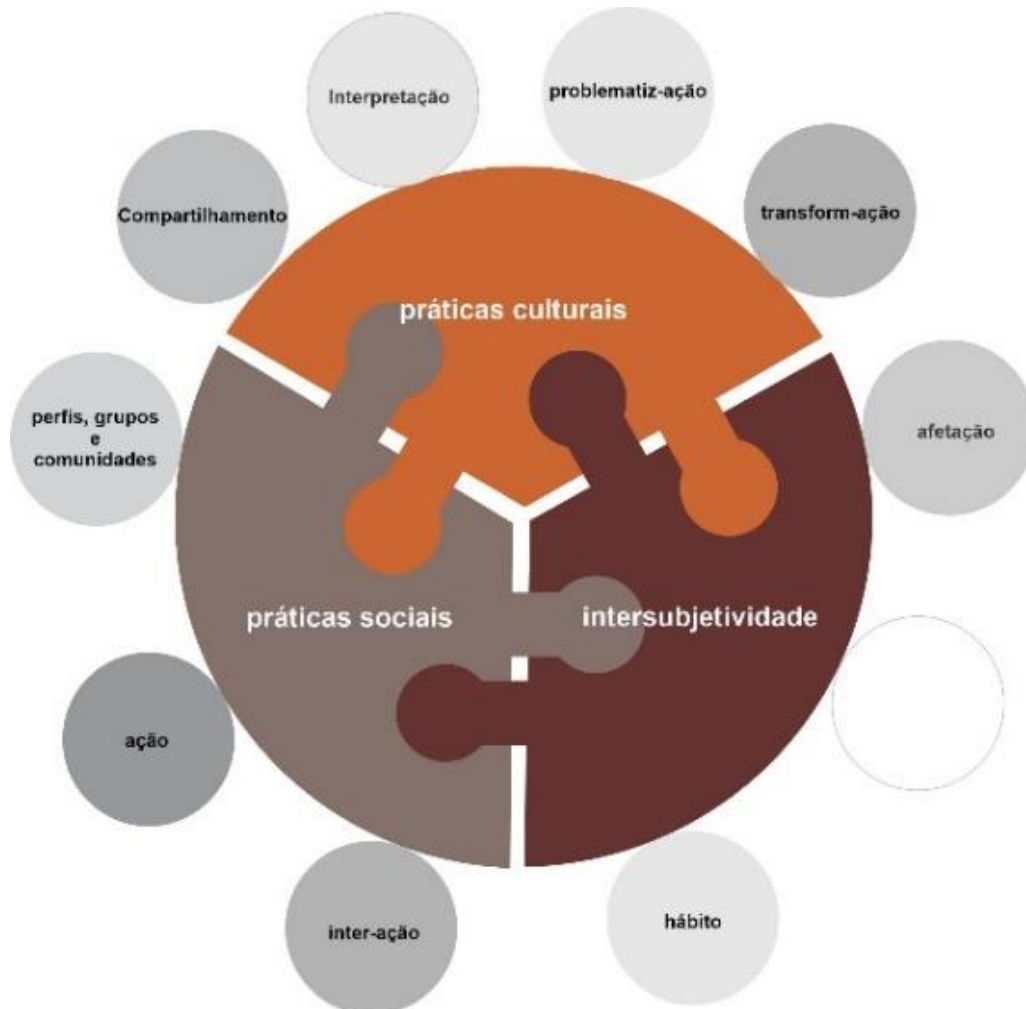 Interpretação
problematiz-ação
Compartilhamento
transform-ação
práticas culturais
perfis, grupos
e
comunidades
afetação
práticas sociais
intersubjetividade
ação
inter-ação
hábito